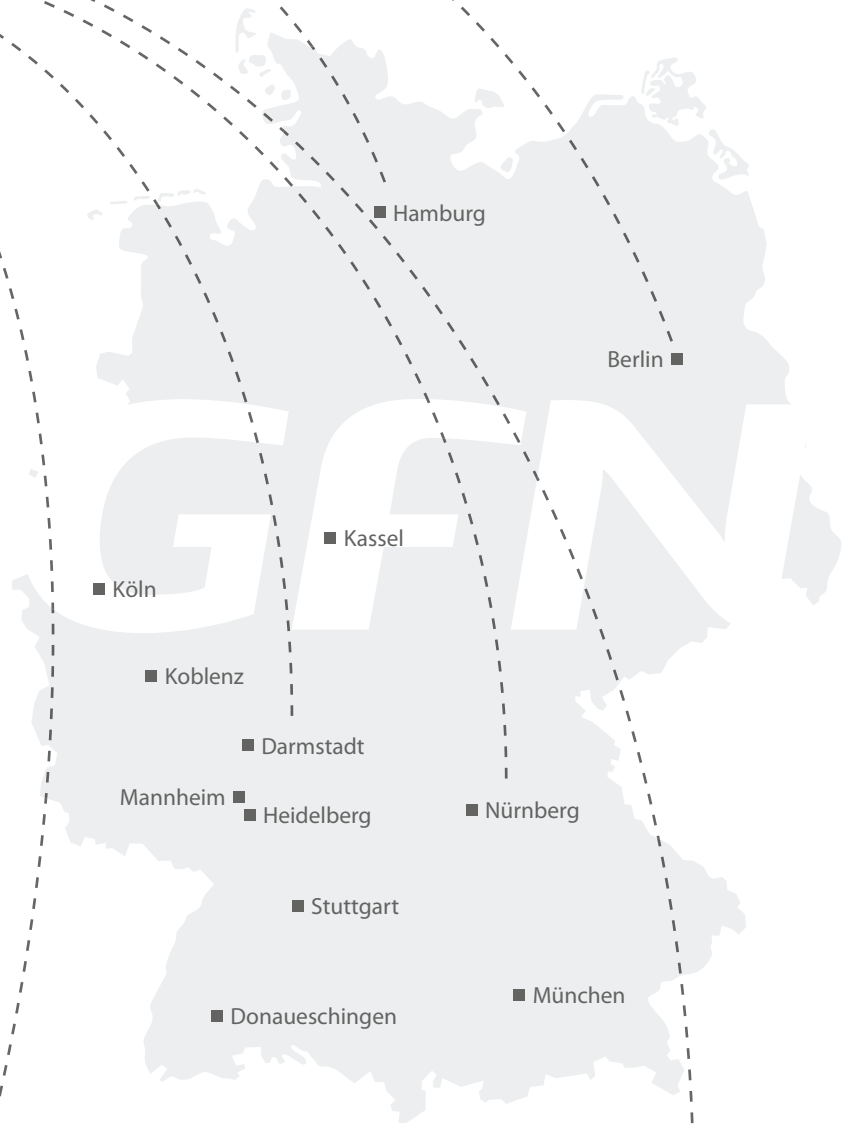 Hamburg
Berlin
GFN
Kassel
Köln
Koblenz
Darmstadt
Mannheim
Heidelberg
Nürnberg
Stuttgart
München
Donaueschingen